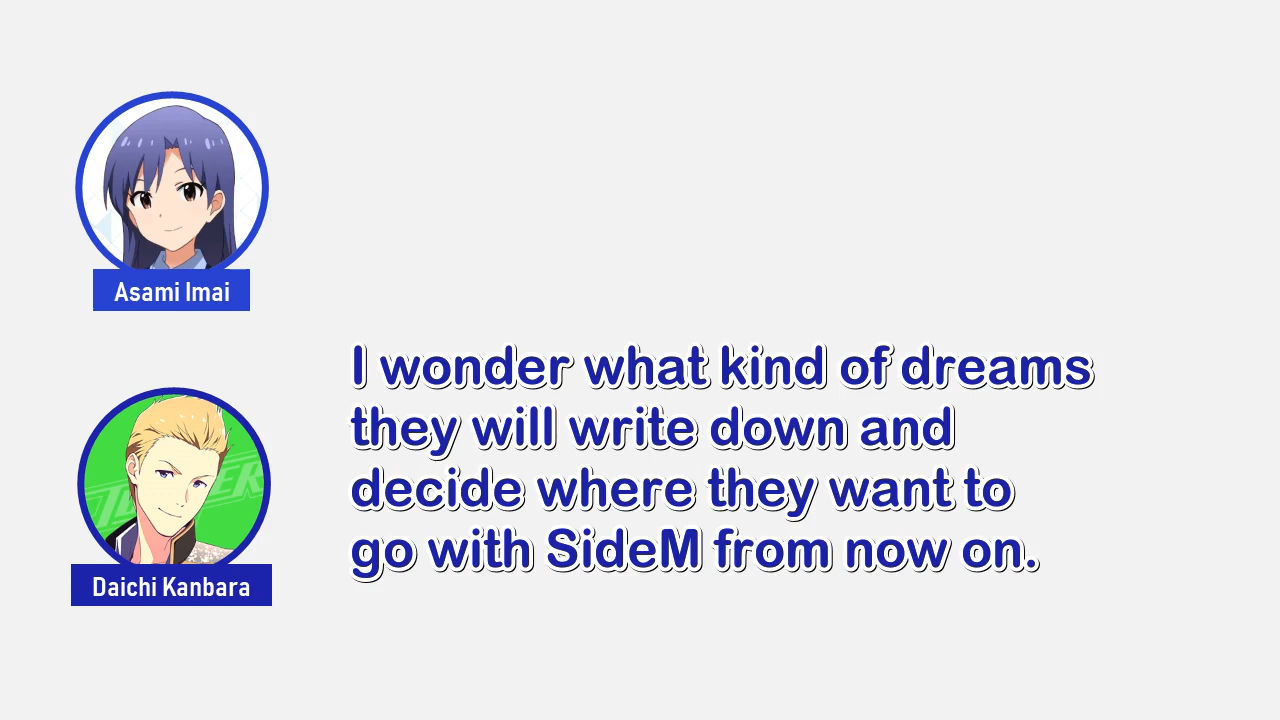 Asami Imai
I wonder what kind of dreams
they will write down and
decide where they want to
go with SideM from now on.
Daichi Kanbara